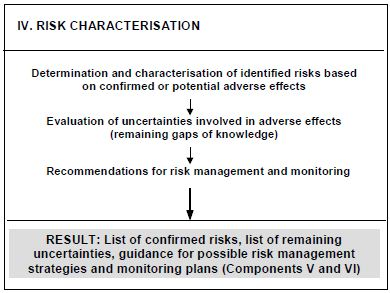 IV. RISK CHARACTERISATION
Determination and characterisation of identified risks based
on confirmed or potential adverse effects
Evaluation of uncertainties involved in adverse effects
(remaining gaps of knowledge)
Recommendations for risk management and monitoring
RESULT: List of confirmed risks, list of remaining
uncertainties, guidance for possible risk management
strategies and monitoring plans (Components V and VI)